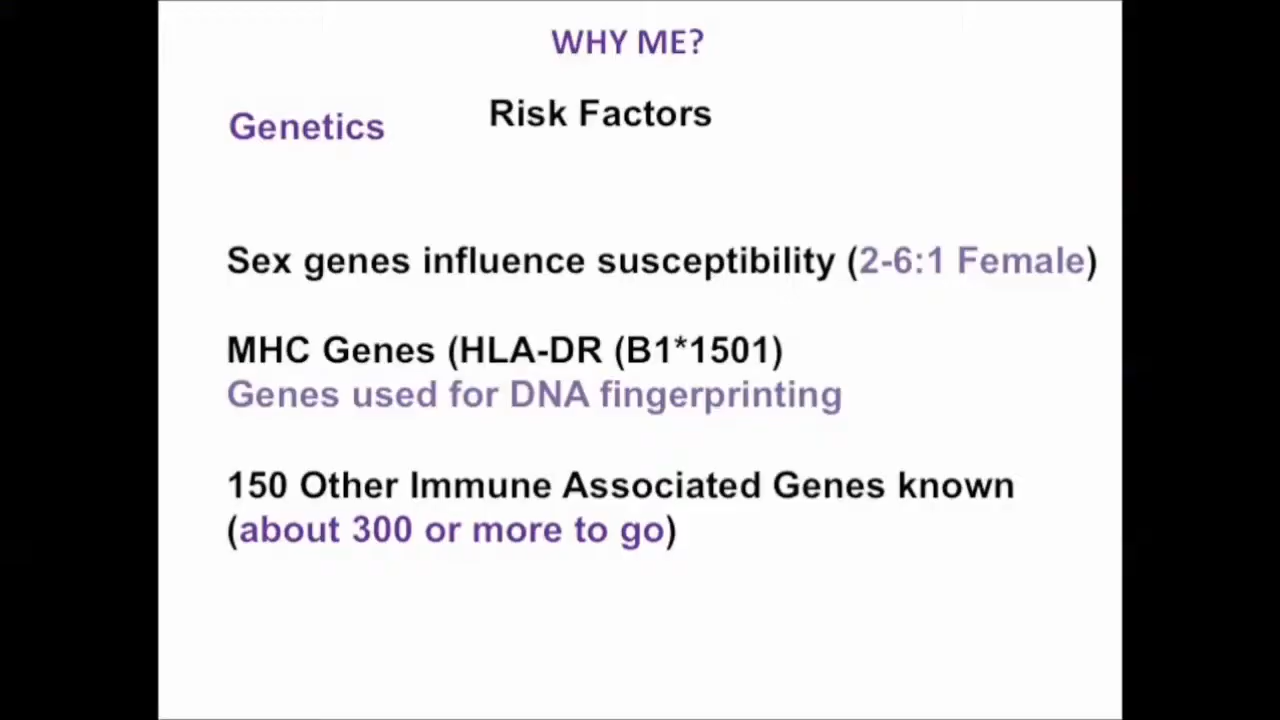 WHY ME?
Risk Factors
Genetics
Sex genes influence susceptibility (2-6:1 Female)
MHC Genes (HLA-DR (B1*1501)
Genes used for DNA fingerprinting
150 Other Immune Associated Genes known
(about 300 or more to go)